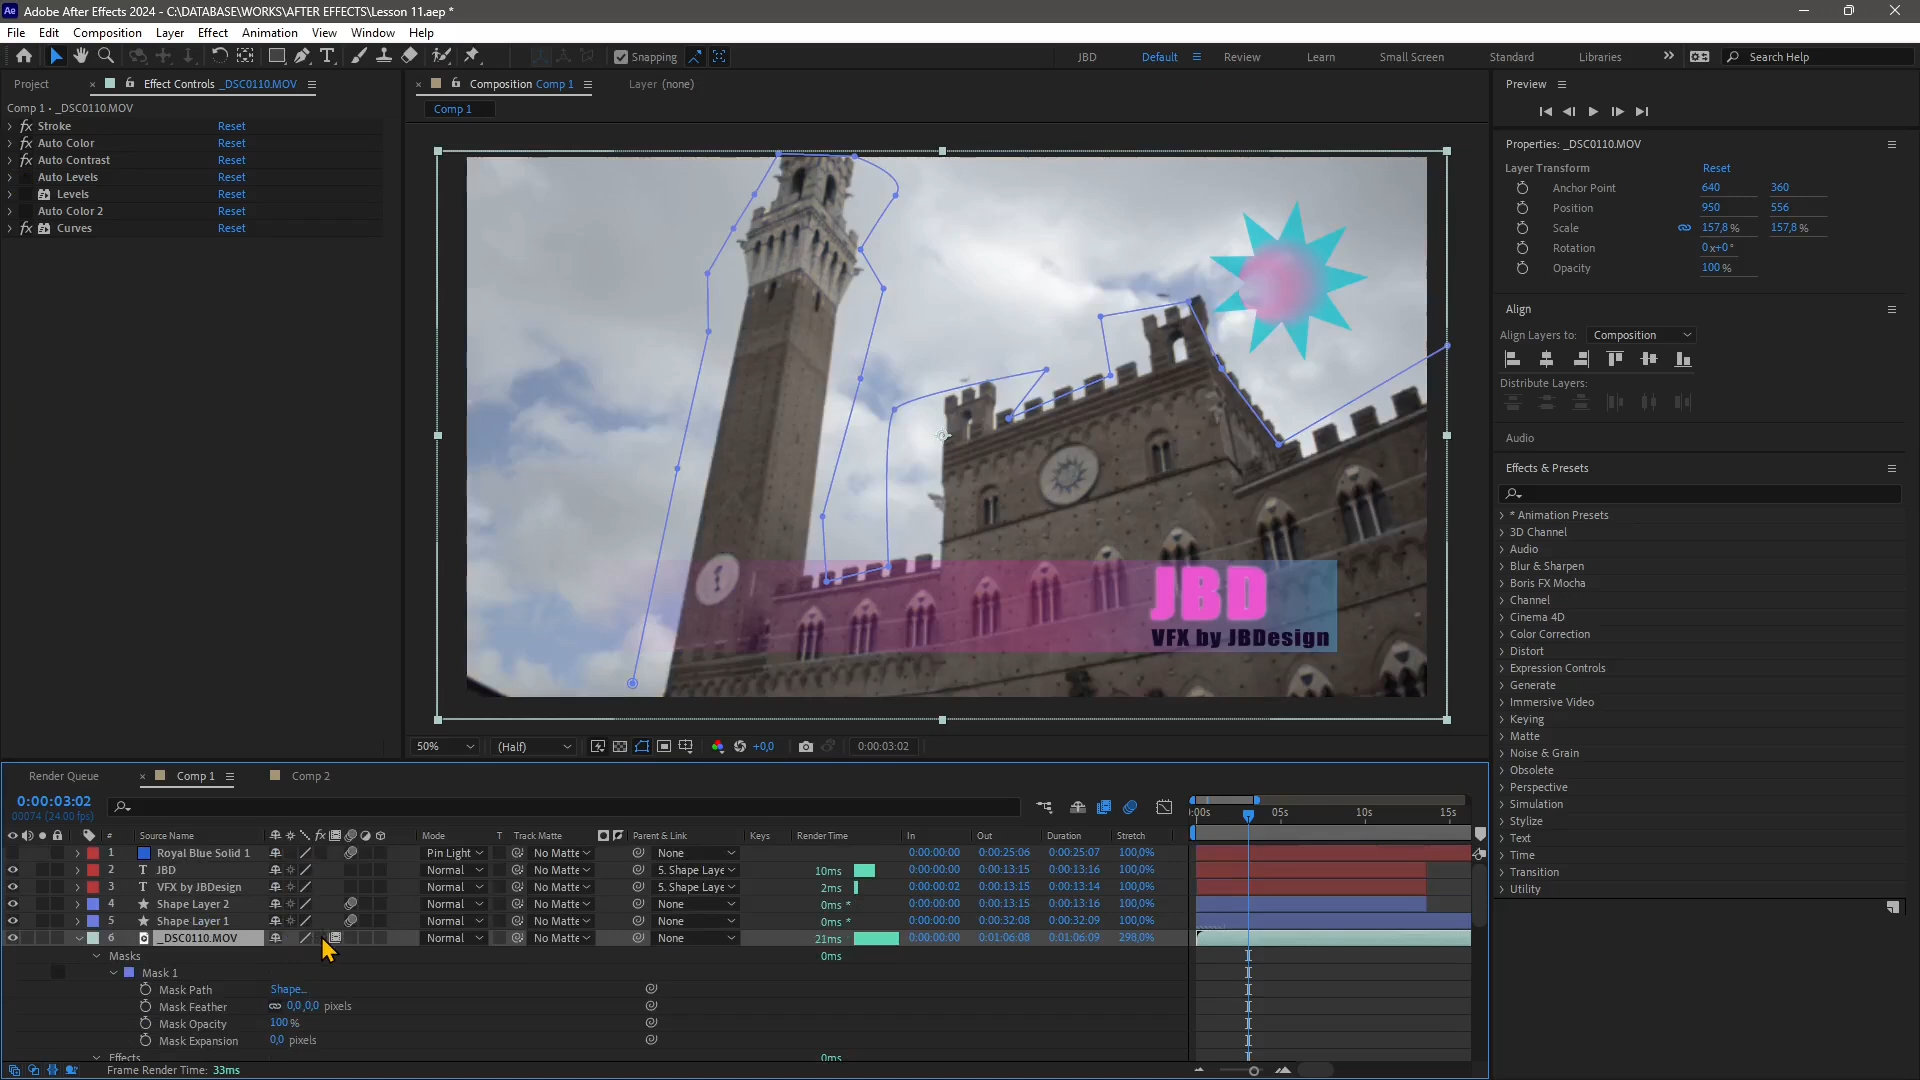 Adobe After Effects 2024 - C:\DATABASE\WORKS\AFTER EFFECTS\Lesson 11.aep *
File Edit Composition Layer Effect Animation View Window Help
Snapping JBD Default Review Learn Small Screen Standard Libraries Search Help
Project Effect Controls _DSC0110.MOV
Comp 1 • _DSC0110.MOV
Stroke Reset
Auto Color Reset
Auto Contrast Reset
Auto Levels Reset
Levels Reset
Auto Color 2 Reset
Curves Reset
Composition Comp 1 Layer (none)
Comp 1
JBD
VFX by JBDesign
50% (Half) +0,0 0:00:03:02
Preview
Properties: _DSC0110.MOV
Layer Transform Reset
Anchor Point 640 360
Position 950 556
Scale 157,8 % 157,8 %
Rotation 0x+0°
Opacity 100 %
Align
Align Layers to: Composition
Distribute Layers:
Audio
Effects & Presets
* Animation Presets
3D Channel
Audio
Blur & Sharpen
Boris FX Mocha
Channel
Cinema 4D
Color Correction
Distort
Expression Controls
Generate
Immersive Video
Keying
Matte
Noise & Grain
Obsolete
Perspective
Simulation
Stylize
Text
Time
Transition
Utility
Render Queue Comp 1 Comp 2
0:00:03:02
00074 (24.00 fps)
:00s 05s 10s 15s
# Source Name Mode T Track Matte Parent & Link Keys Render Time In Out Duration Stretch
1 Royal Blue Solid 1 Pin Light No Matte None 0:00:00:00 0:00:25:06 0:00:25:07 100,0%
2 T JBD Normal No Matte 5. Shape Laye 10ms 0:00:00:00 0:00:13:15 0:00:13:16 100,0%
3 T VFX by JBDesign Normal No Matte 5. Shape Laye 2ms 0:00:00:02 0:00:13:15 0:00:13:14 100,0%
4 Shape Layer 2 Normal No Matte None 0ms * 0:00:00:00 0:00:13:15 0:00:13:16 100,0%
5 Shape Layer 1 Normal No Matte None 0ms * 0:00:00:00 0:00:32:08 0:00:32:09 100,0%
6 _DSC0110.MOV Normal No Matte None 21ms 0:00:00:00 0:01:06:08 0:01:06:09 298,0%
Masks 0ms
Mask 1
Mask Path Shape...
Mask Feather 0,0,0,0 pixels
Mask Opacity 100 %
Mask Expansion 0,0 pixels
Effects 0ms
Frame Render Time: 33ms